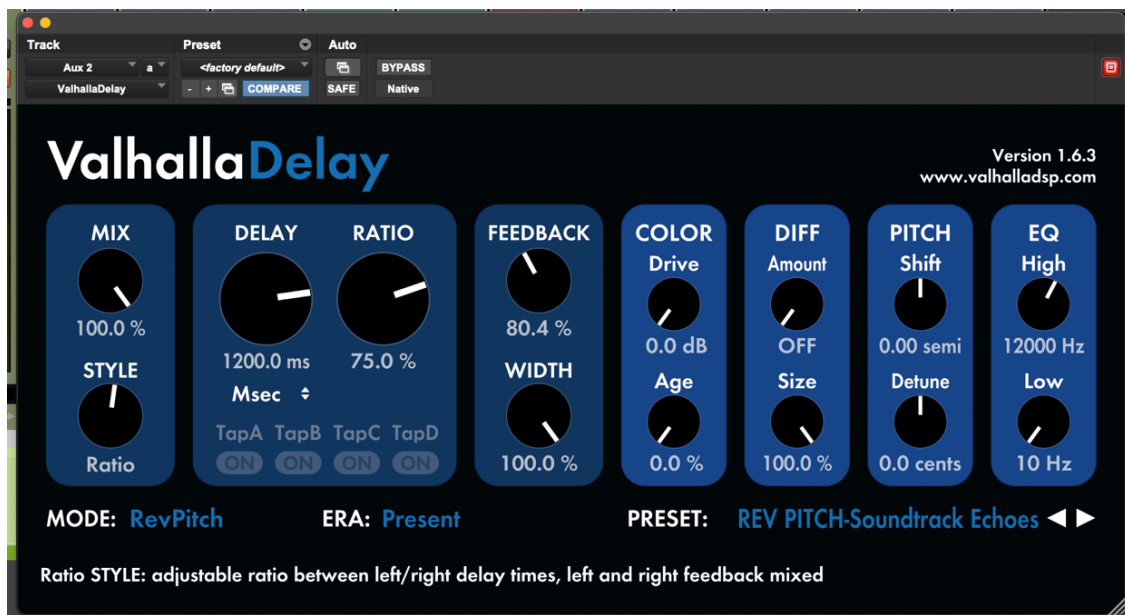 Track
Preset
Auto
Aux 2
a
<factory default>
BYPASS
ValhallaDelay
- +
COMPARE
SAFE
Native
ValhallaDelay
Version 1.6.3
www.valhalladsp.com
MIX
100.0 %
STYLE
Ratio
DELAY
1200.0 ms
Msec
RATIO
75.0 %
TapA TapB TapC TapD
ON ON ON ON
FEEDBACK
80.4 %
WIDTH
100.0 %
COLOR
Drive
0.0 dB
Age
0.0 %
DIFF
Amount
OFF
Size
100.0 %
PITCH
Shift
0.00 semi
Detune
0.0 cents
EQ
High
12000 Hz
Low
10 Hz
MODE: RevPitch
ERA: Present
PRESET: REV PITCH-Soundtrack Echoes
Ratio STYLE: adjustable ratio between left/right delay times, left and right feedback mixed